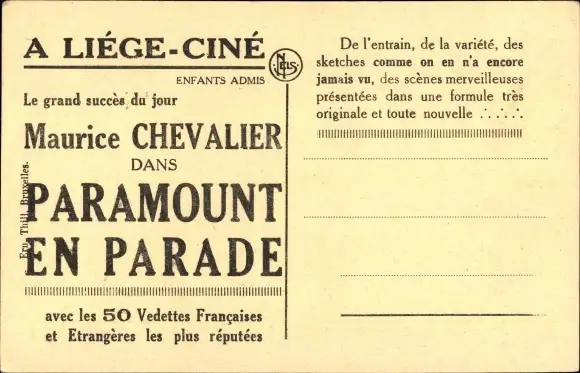 A LIÉGE-CINÉ
ENFANTS ADMIS
Le grand succès du jour
Maurice CHEVALIER
DANS
PARAMOUNT
EN PARADE
avec les 50 Vedettes Françaises
et Etrangères les plus réputées
Ern. Thill, Bruxelles.
NELS
De l'entrain, de la variété, des
sketches comme on en n'a encore
jamais vu, des scènes merveilleuses
présentées dans une formule très
originale et toute nouvelle ∴ ∴ ∴